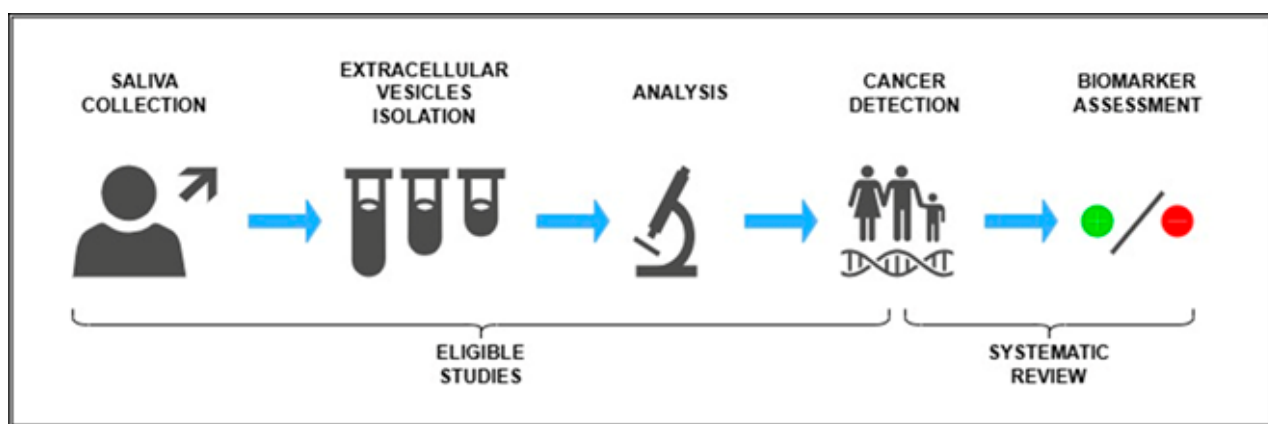 SALIVA
COLLECTION
EXTRACELLULAR
VESICLES
ISOLATION
ANALYSIS
CANCER
DETECTION
BIOMARKER
ASSESSMENT
ELIGIBLE
STUDIES
SYSTEMATIC
REVIEW